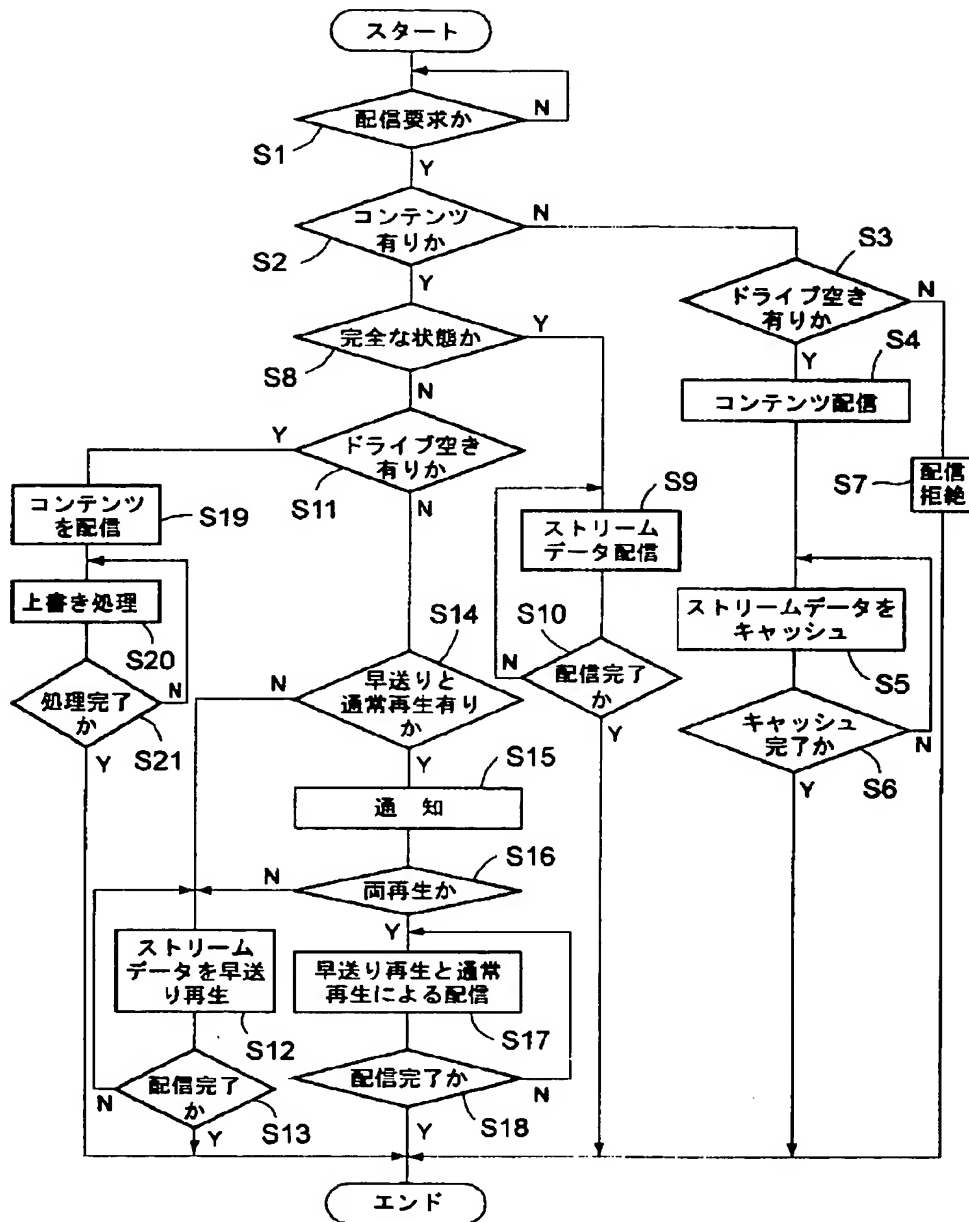 スタート
配信要求か
N
S1
Y
コンテンツ
有りか
N
S2
Y
S3
ドライブ空き
有りか
N
Y
完全な状態か
Y
S8
N
S4
コンテンツ配信
Y
ドライブ空き
有りか
S11
N
S7
配信
拒絶
コンテンツ
を配信
S19
S9
ストリーム
データ配信
上書き処理
S20
S14
S10
ストリームデータを
キャッシュ
S5
処理完了
か
N
S21
Y
N
早送りと
通常再生有りか
Y
N
配信完了
か
Y
キャッシュ
完了か
N
S6
Y
S15
通 知
S16
N
両再生か
Y
ストリーム
データを早送
り再生
S12
早送り再生と通常
再生による配信
S17
N
配信完了
か
S13
Y
配信完了か
N
S18
Y
エンド